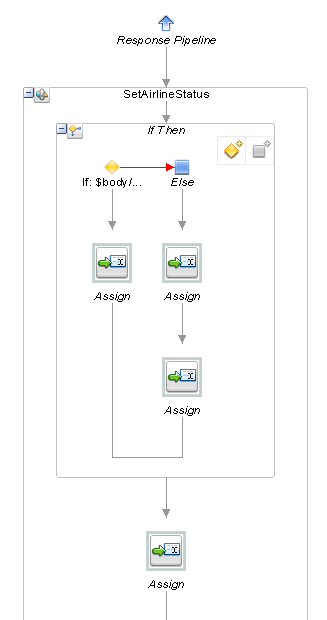 Response Pipeline
SetAirlineStatus
If Then
If: $body/...
Else
Assign
Assign
Assign
Assign